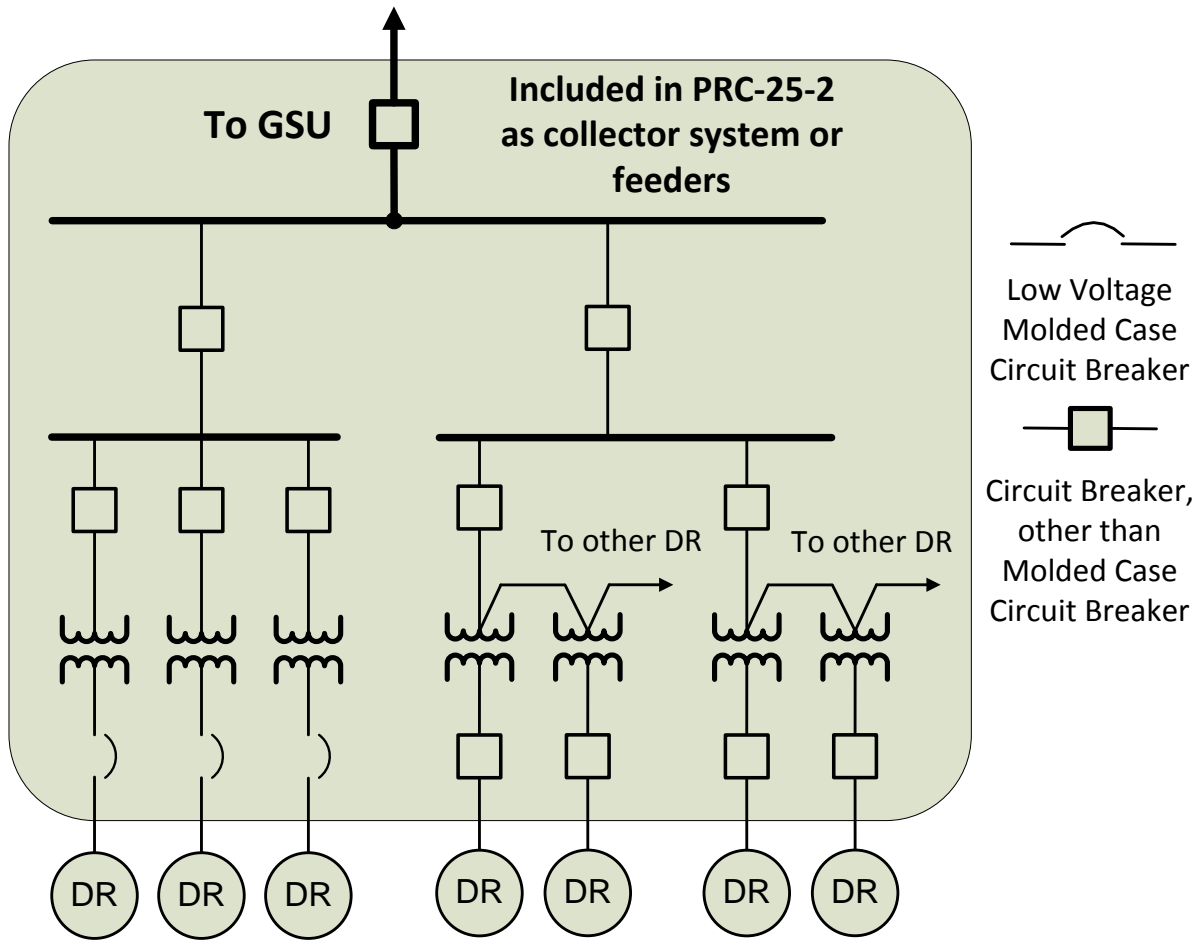 To GSU
Included in PRC-25-2
as collector system or
feeders
Low Voltage
Molded Case
Circuit Breaker
Circuit Breaker,
other than
Molded Case
Circuit Breaker
To other DR
To other DR
DR
DR
DR
DR
DR
DR
DR